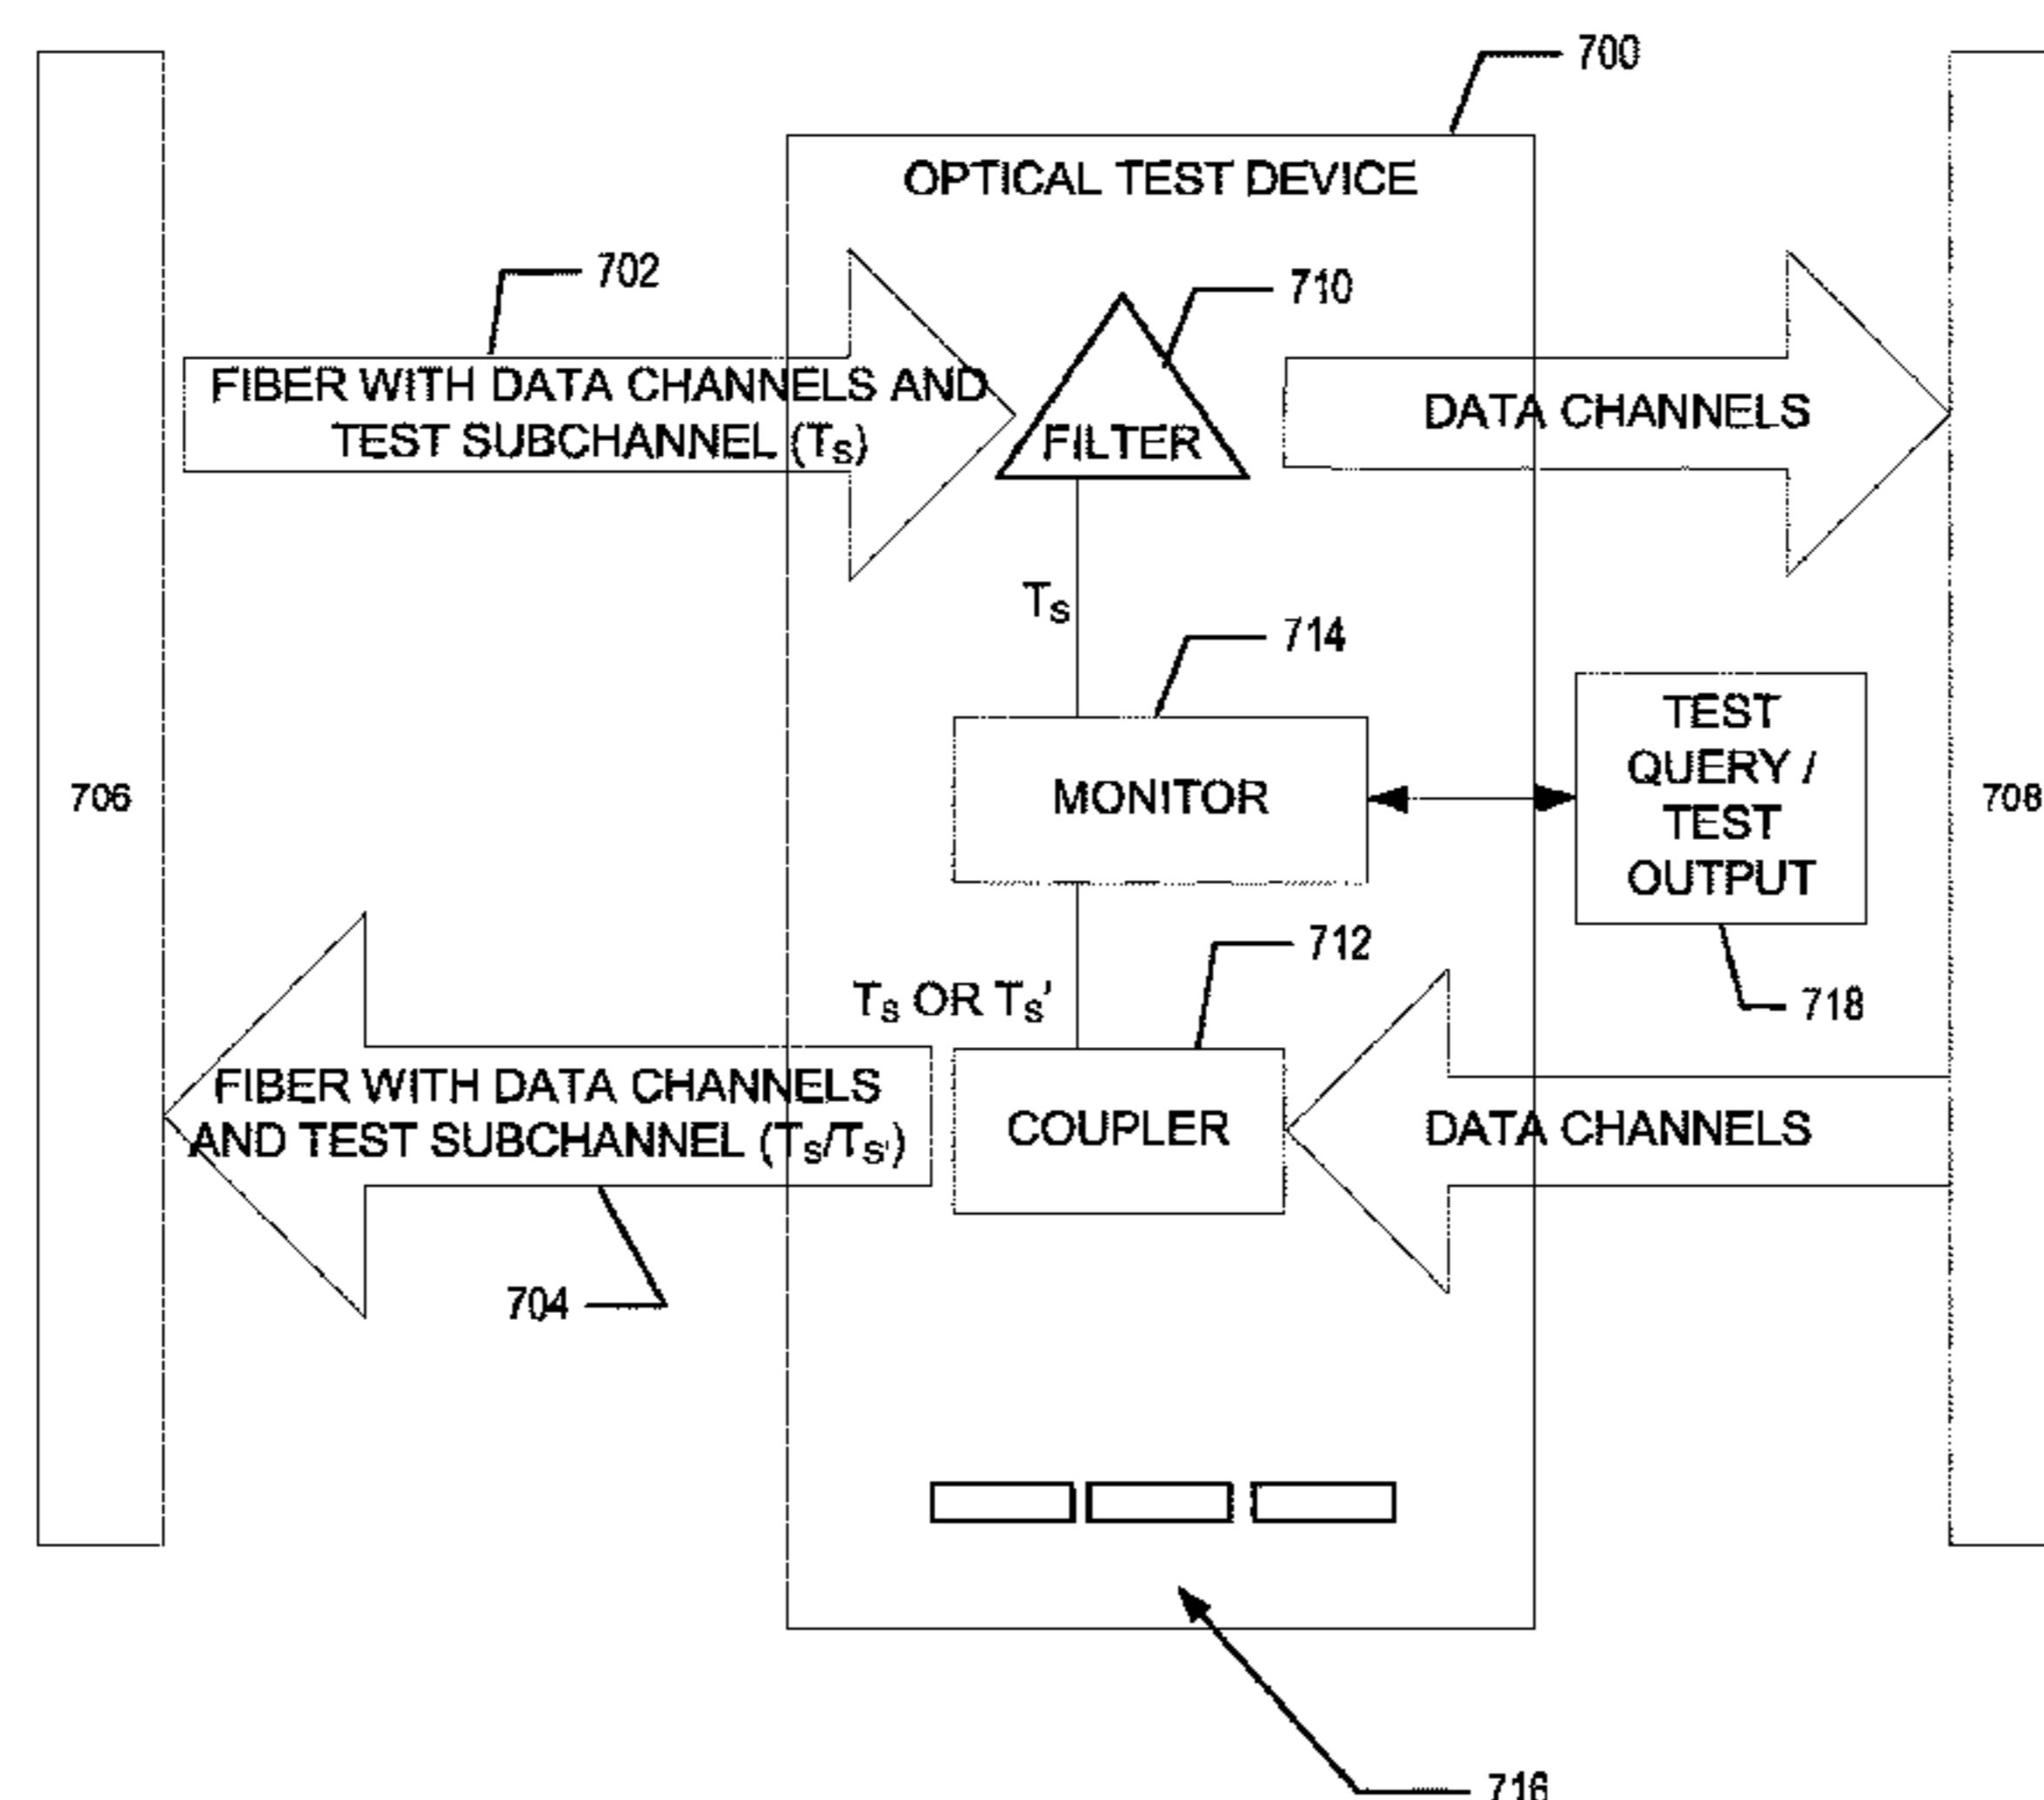 700
OPTICAL TEST DEVICE
702
710
FIBER WITH DATA CHANNELS AND
TEST SUBCHANNEL (TS)
FILTER
DATA CHANNELS
TS
714
MONITOR
TEST
QUERY /
TEST
OUTPUT
706
708
712
718
TS OR TS'
FIBER WITH DATA CHANNELS
AND TEST SUBCHANNEL (TS/TS')
COUPLER
DATA CHANNELS
704
716